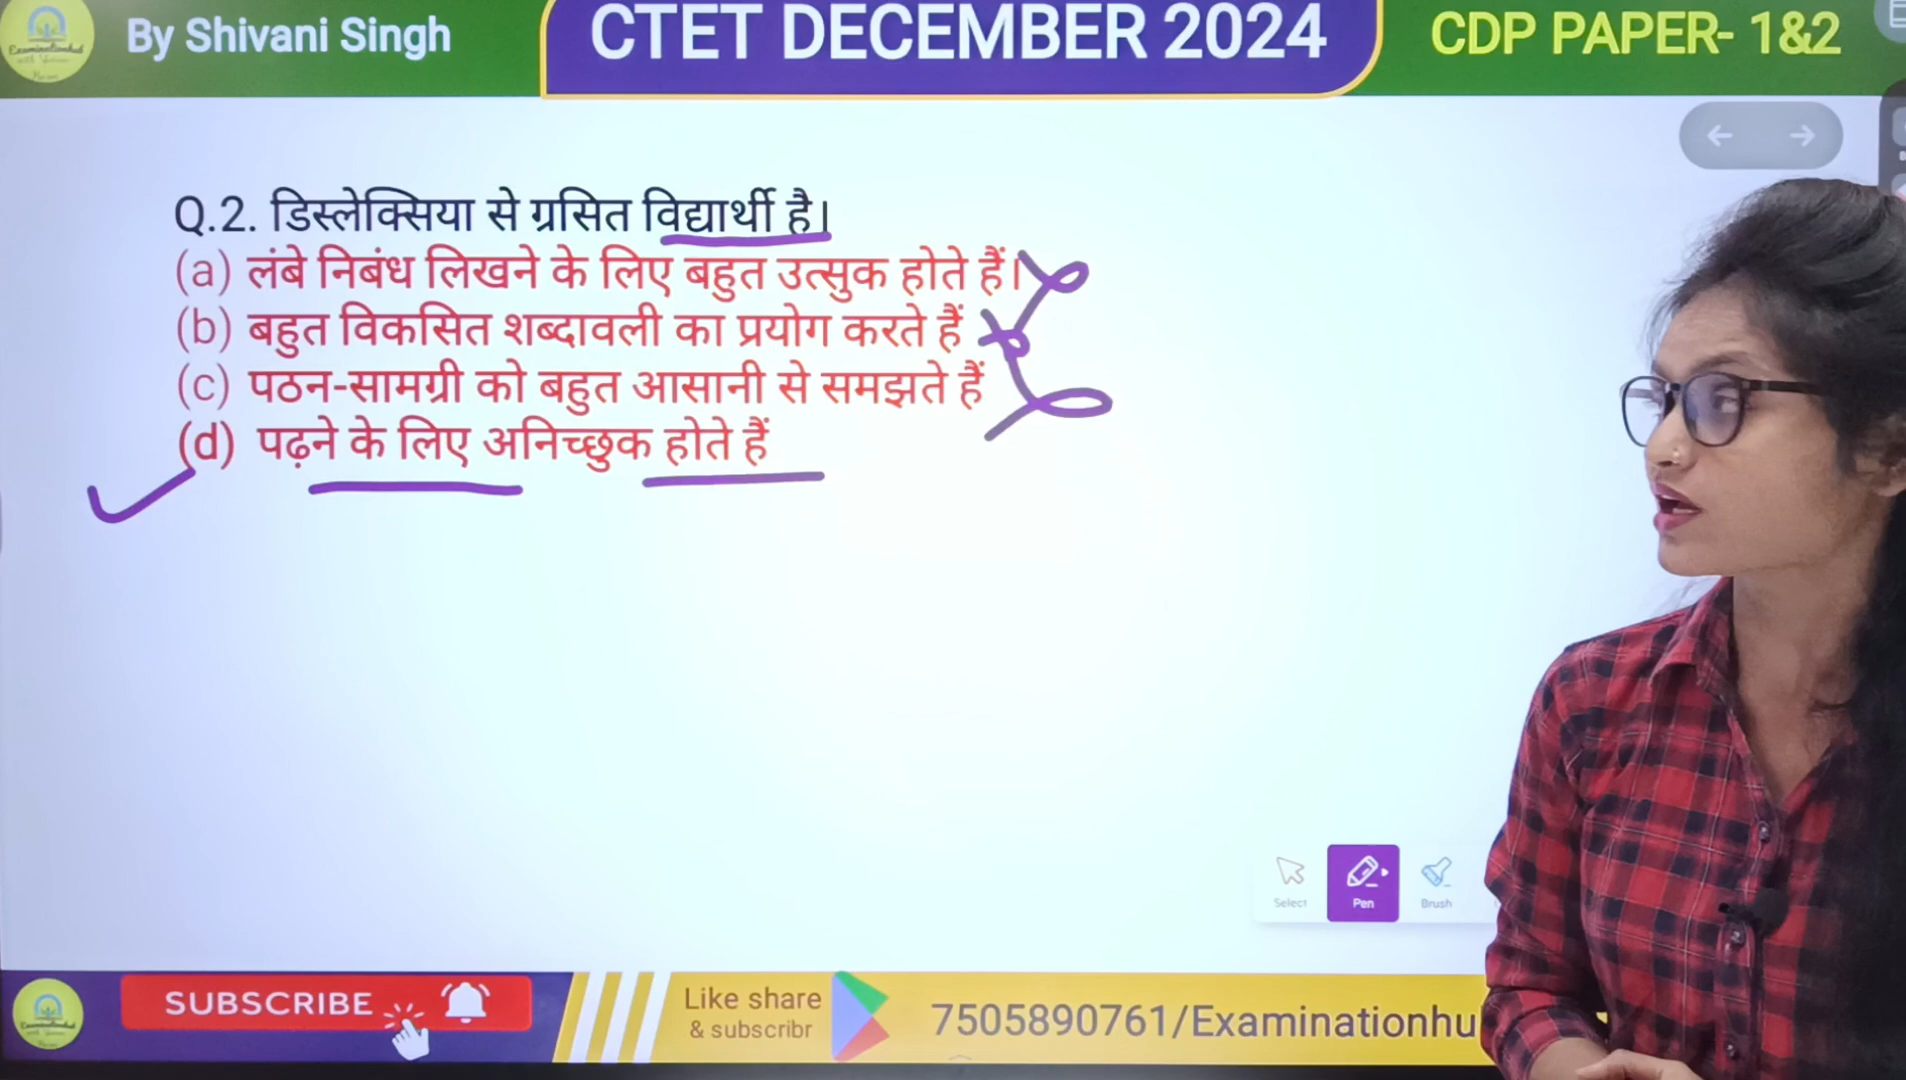 By Shivani Singh
CTET DECEMBER 2024
CDP PAPER- 1&2
Q.2. डिस्लेक्सिया से ग्रसित विद्यार्थी है।
(a) लंबे निबंध लिखने के लिए बहुत उत्सुक होते हैं।
(b) बहुत विकसित शब्दावली का प्रयोग करते हैं
(c) पठन-सामग्री को बहुत आसानी से समझते हैं
(d) पढ़ने के लिए अनिच्छुक होते हैं
Select
Pen
Brush
SUBSCRIBE
Like share
& subscribr
7505890761/Examinationhu